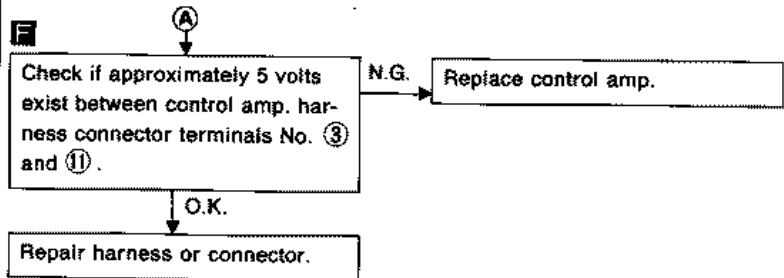 Ⓐ
F
Check if approximately 5 volts
exist between control amp. har-
ness connector terminals No. ③
and ⑪ .
N.G.
Replace control amp.
O.K.
Repair harness or connector.